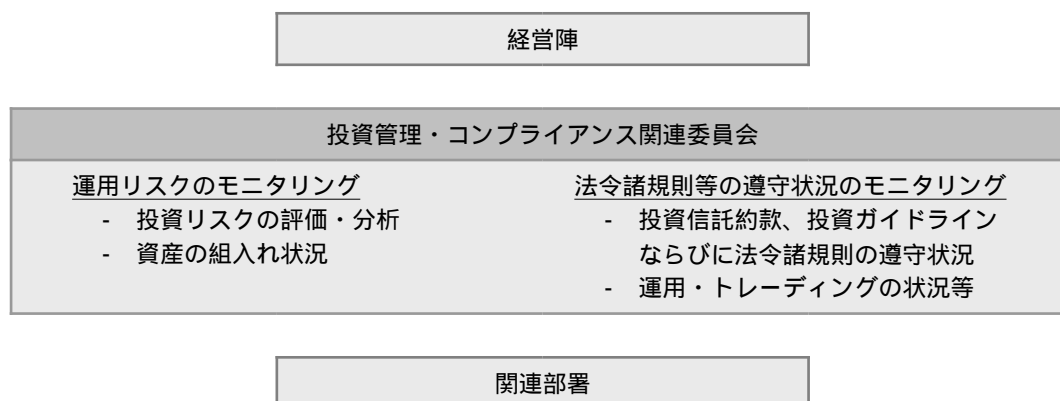 経営陣
投資管理・コンプライアンス関連委員会
運用リスクのモニタリング
- 投資リスクの評価・分析
- 資産の組入れ状況
法令諸規則等の遵守状況のモニタリング
- 投資信託約款、投資ガイドライン
ならびに法令諸規則の遵守状況
- 運用・トレーディングの状況等
関連部署